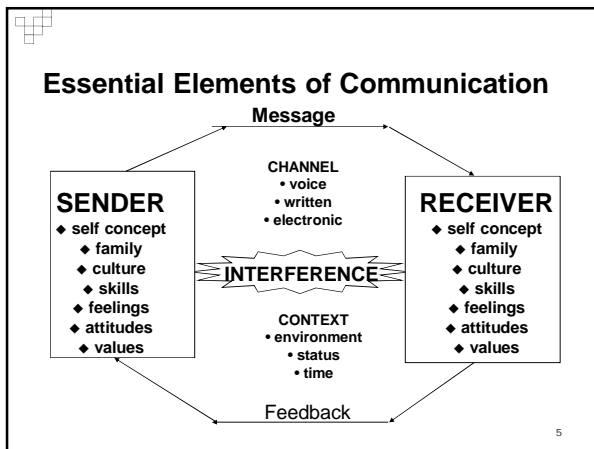 Essential Elements of Communication
Message
SENDER
◆ self concept
◆ family
◆ culture
◆ skills
◆ feelings
◆ attitudes
◆ values
CHANNEL
• voice
• written
• electronic
INTERFERENCE
CONTEXT
• environment
• status
• time
RECEIVER
◆ self concept
◆ family
◆ culture
◆ skills
◆ feelings
◆ attitudes
◆ values
Feedback
5